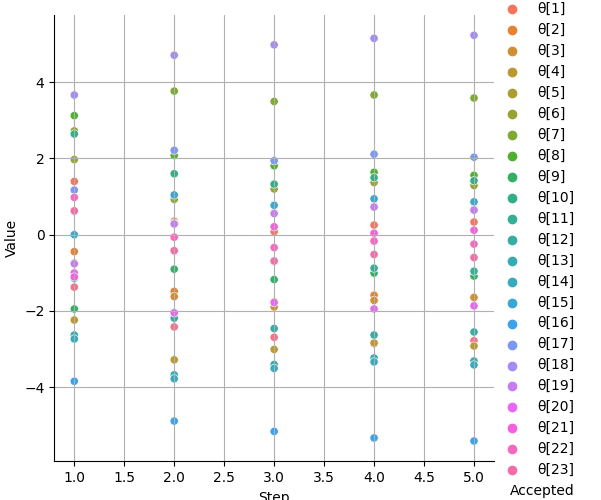 θ[1]
θ[2]
θ[3]
θ[4]
θ[5]
θ[6]
θ[7]
θ[8]
θ[9]
θ[10]
θ[11]
θ[12]
θ[13]
θ[14]
θ[15]
θ[16]
θ[17]
θ[18]
θ[19]
θ[20]
θ[21]
θ[22]
θ[23]
Accepted
Value
4
2
0
−2
−4
1.0 1.5 2.0 2.5 3.0 3.5 4.0 4.5 5.0
Step